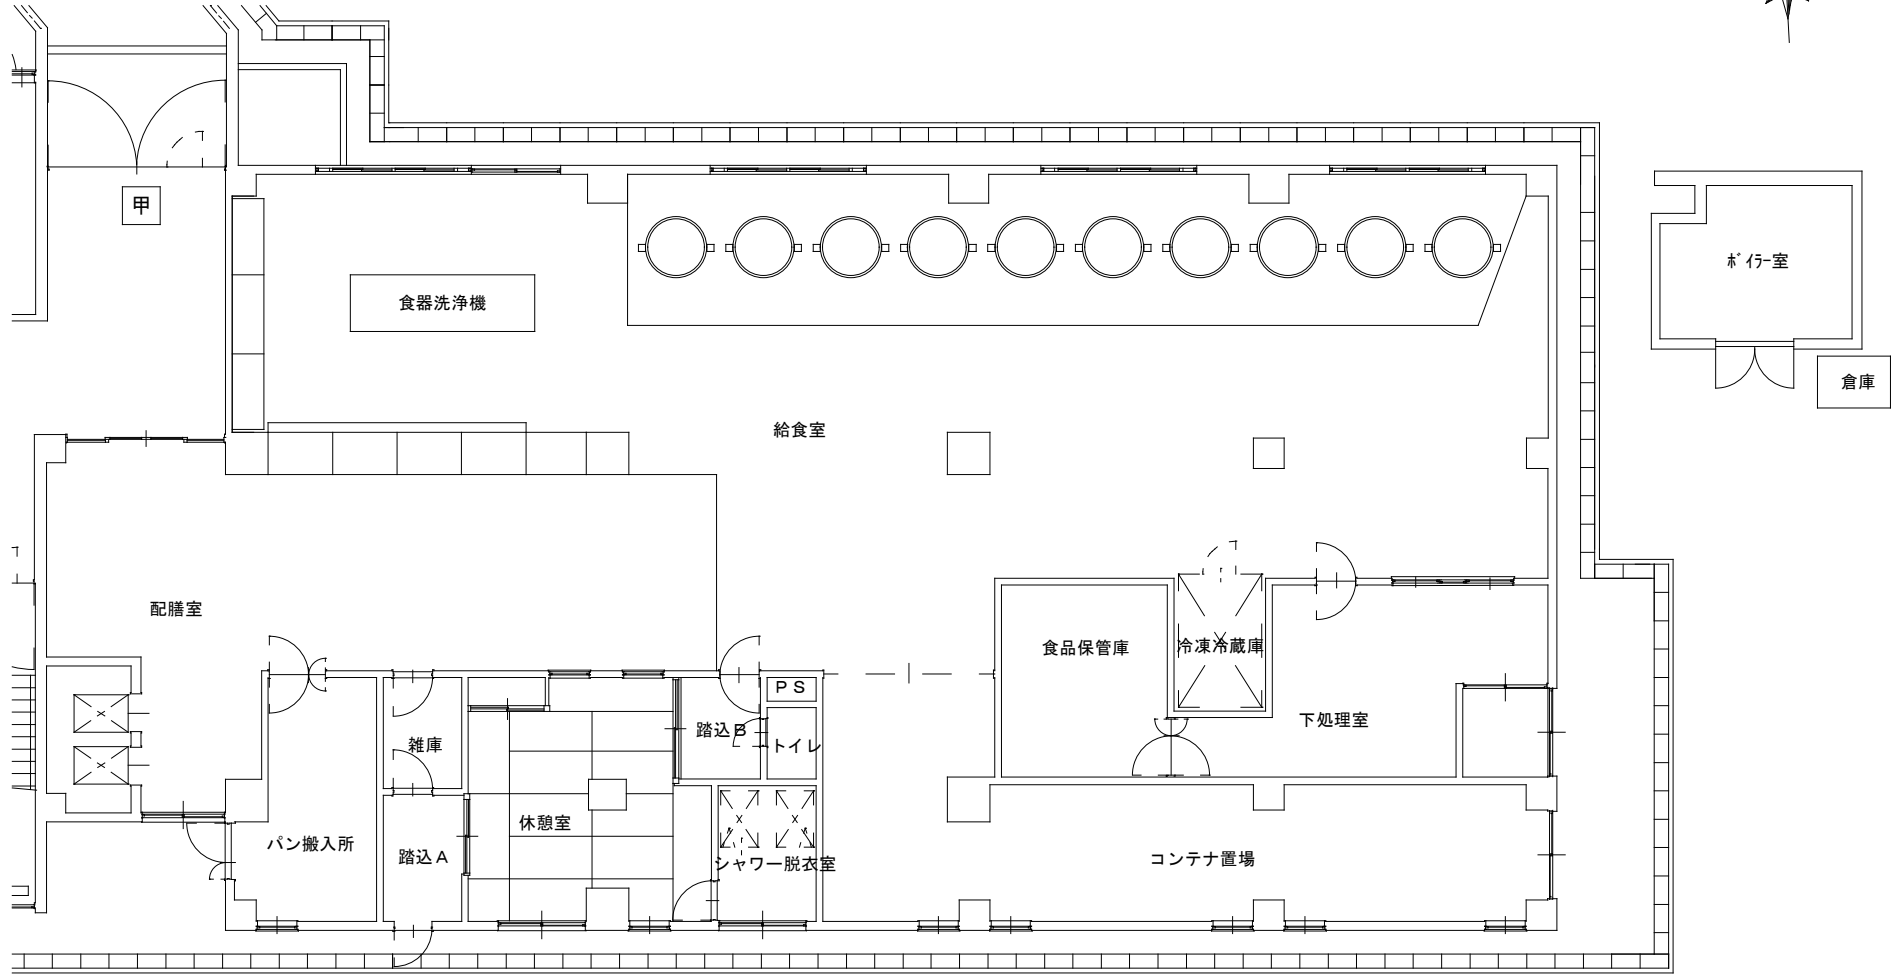 甲
ﾎﾞｲﾗｰ室
食器洗浄機
倉庫
給食室
配膳室
食品保管庫
冷凍冷蔵庫
ＰＳ
踏込Ｂ
トイレ
下処理室
雑庫
休憩室
パン搬入所
踏込Ａ
シャワー脱衣室
コンテナ置場